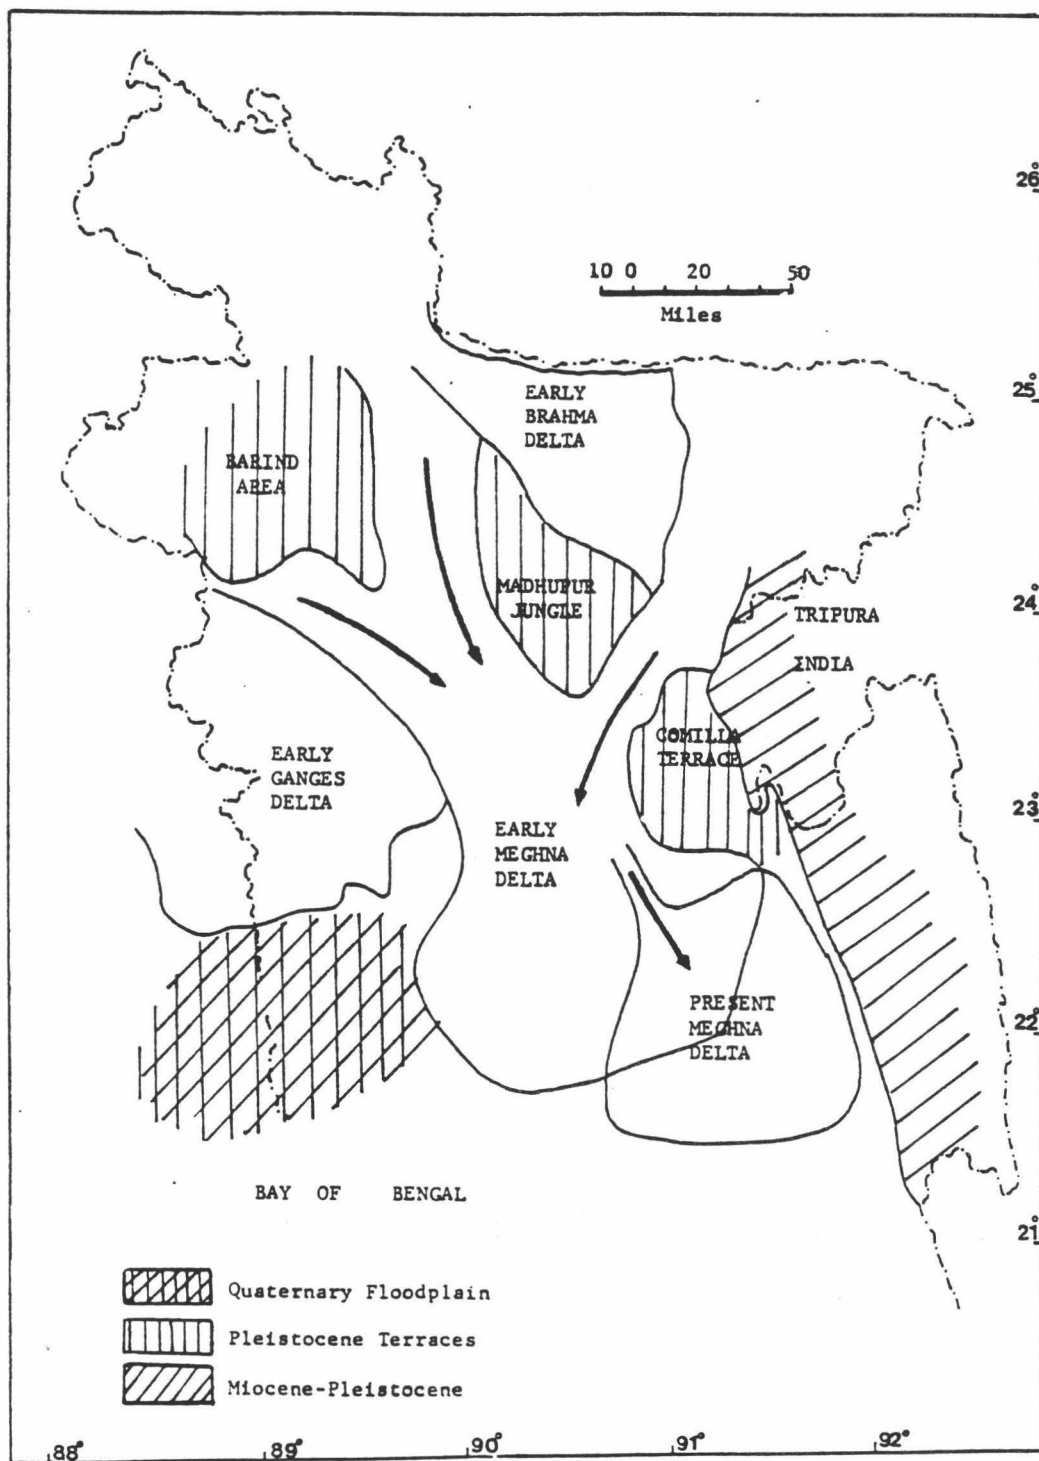 26°
10 0 20 50
Miles
25°
EARLY
BRAHMA
DELTA
BARIND
AREA
24°
MADHUPUR
JUNGLE
TRIPURA
INDIA
COMILLA
TERRACE
EARLY
GANGES
DELTA
23°
EARLY
MEGHNA
DELTA
22°
PRESENT
MEGHNA
DELTA
BAY OF BENGAL
21°
Quaternary Floodplain
Pleistocene Terraces
Miocene-Pleistocene
88° 89° 90° 91° 92°